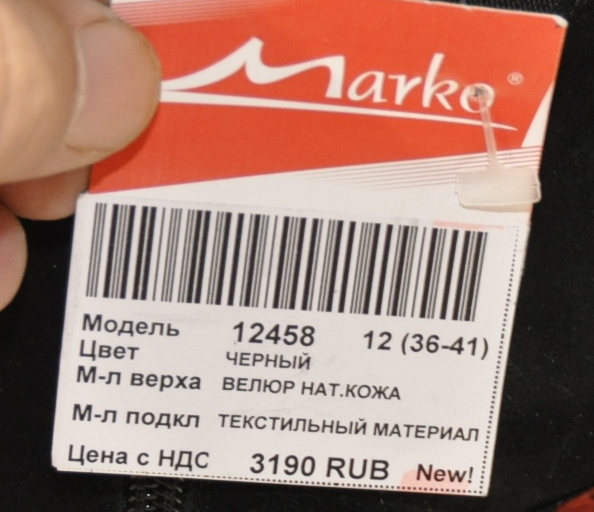 Marko®
Модель 12458 12 (36-41)
Цвет ЧЕРНЫЙ
М-л верха ВЕЛЮР НАТ.КОЖА
М-л подкл ТЕКСТИЛЬНЫЙ МАТЕРИАЛ
Цена с НДС 3190 RUB New!